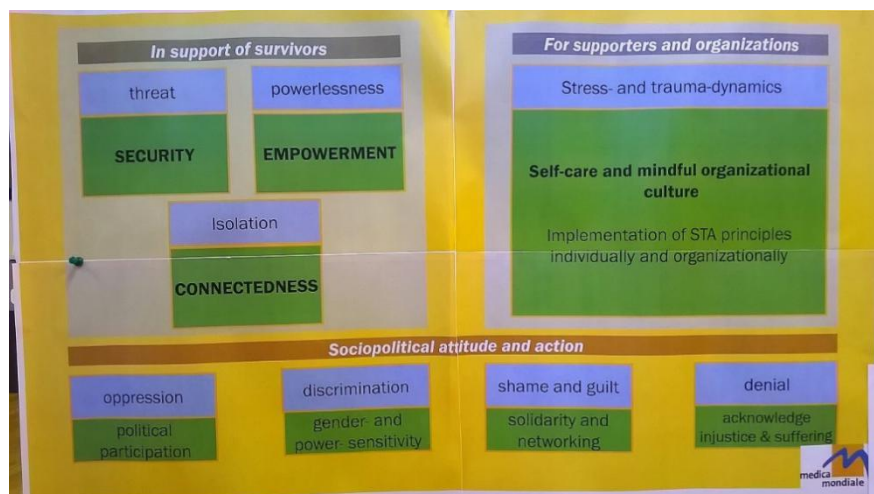 In support of survivors
threat
SECURITY
powerlessness
EMPOWERMENT
Isolation
CONNECTEDNESS
For supporters and organizations
Stress- and trauma-dynamics
Self-care and mindful organizational
culture
Implementation of STA principles
individually and organizationally
Sociopolitical attitude and action
oppression
political
participation
discrimination
gender- and
power- sensitivity
shame and guilt
solidarity and
networking
denial
acknowledge
injustice & suffering
medica
mondiale